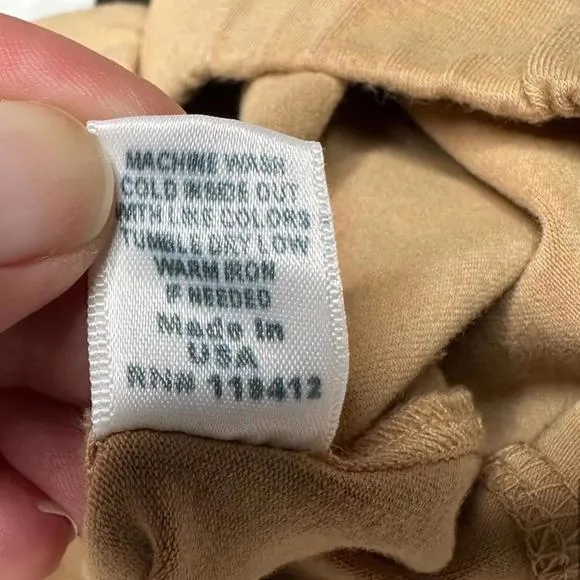 MACHINE WASH
COLD INSIDE OUT
WITH LIKE COLORS
TUMBLE DRY LOW
WARM IRON
IF NEEDED
Made In
USA
RN# 118412